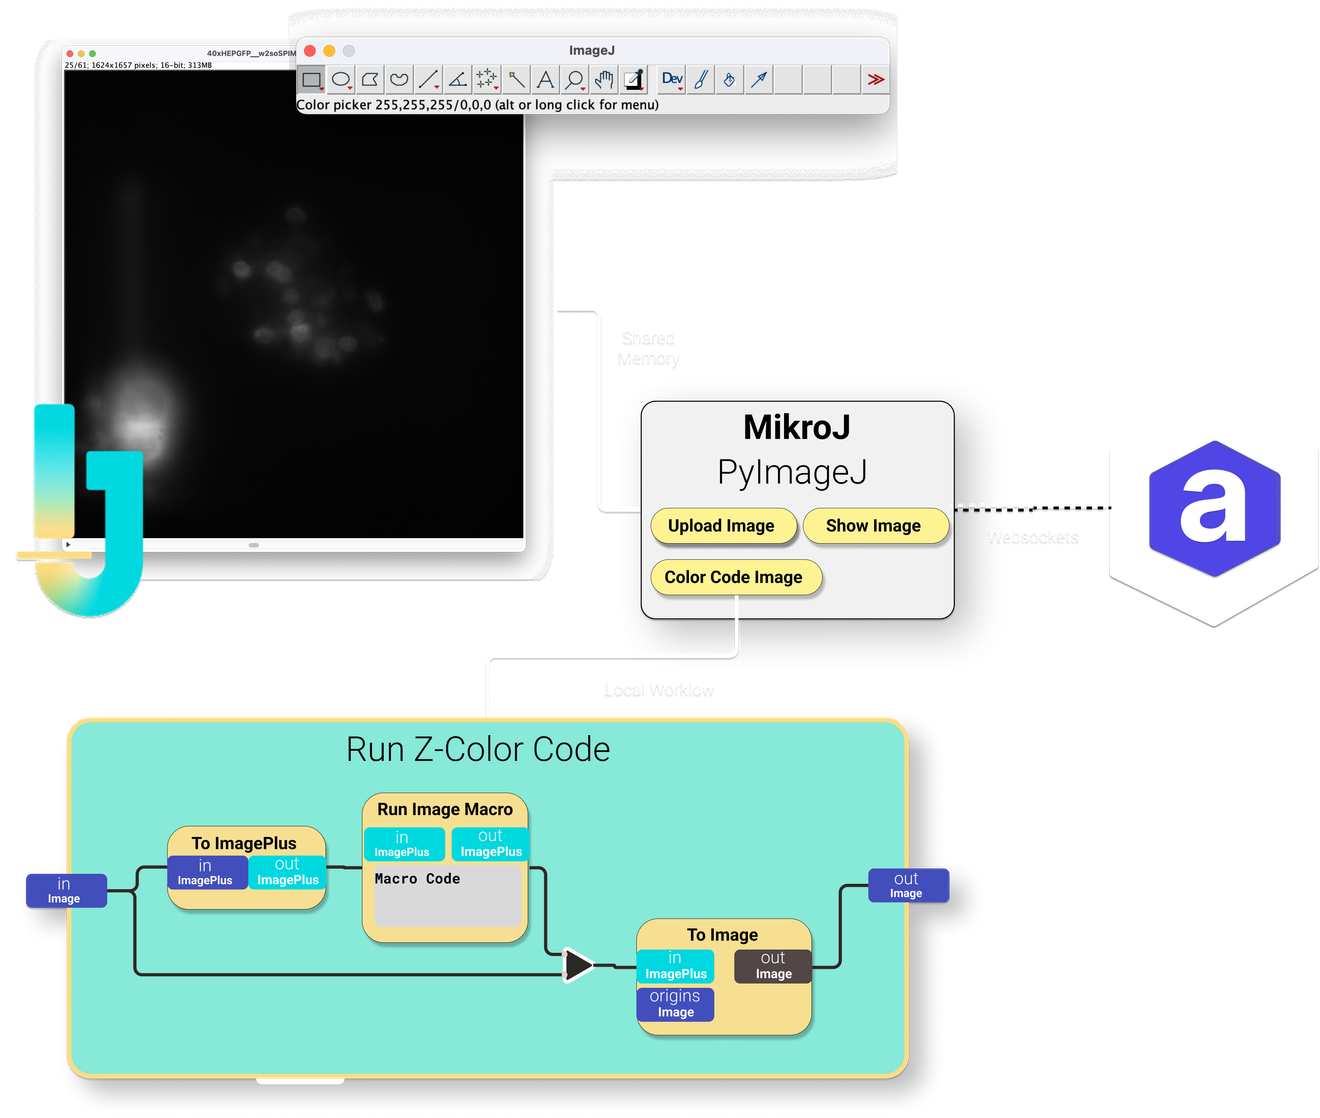 40xHEPGFP__w2soSPIM
25/61; 1624x1657 pixels; 16-bit; 313MB
ImageJ
Dev
Color picker 255,255,255/0,0,0 (alt or long click for menu)
Shared
Memory
MikroJ
PyImageJ
Upload Image
Show Image
Color Code Image
Websockets
a
Local Worklow
Run Z-Color Code
in
Image
To ImagePlus
in
ImagePlus
out
ImagePlus
Run Image Macro
in
ImagePlus
out
ImagePlus
Macro Code
To Image
in
ImagePlus
out
Image
origins
Image
out
Image